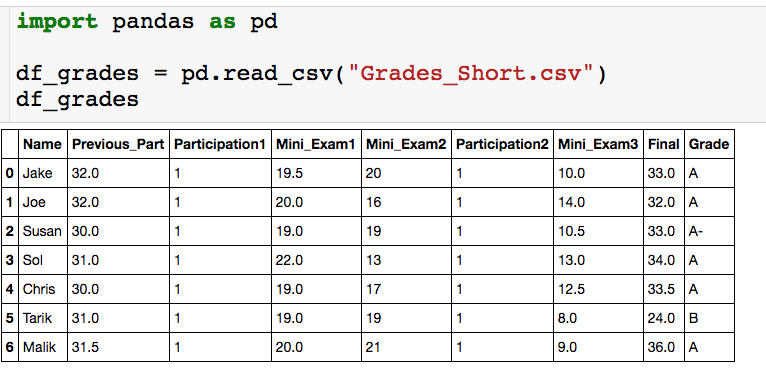 import pandas as pd
df_grades = pd.read_csv("Grades_Short.csv")
df_grades
Name Previous_Part Participation1 Mini_Exam1 Mini_Exam2 Participation2 Mini_Exam3 Final Grade
0 Jake 32.0 1 19.5 20 1 10.0 33.0 A
1 Joe 32.0 1 20.0 16 1 14.0 32.0 A
2 Susan 30.0 1 19.0 19 1 10.5 33.0 A-
3 Sol 31.0 1 22.0 13 1 13.0 34.0 A
4 Chris 30.0 1 19.0 17 1 12.5 33.5 A
5 Tarik 31.0 1 19.0 19 1 8.0 24.0 B
6 Malik 31.5 1 20.0 21 1 9.0 36.0 A